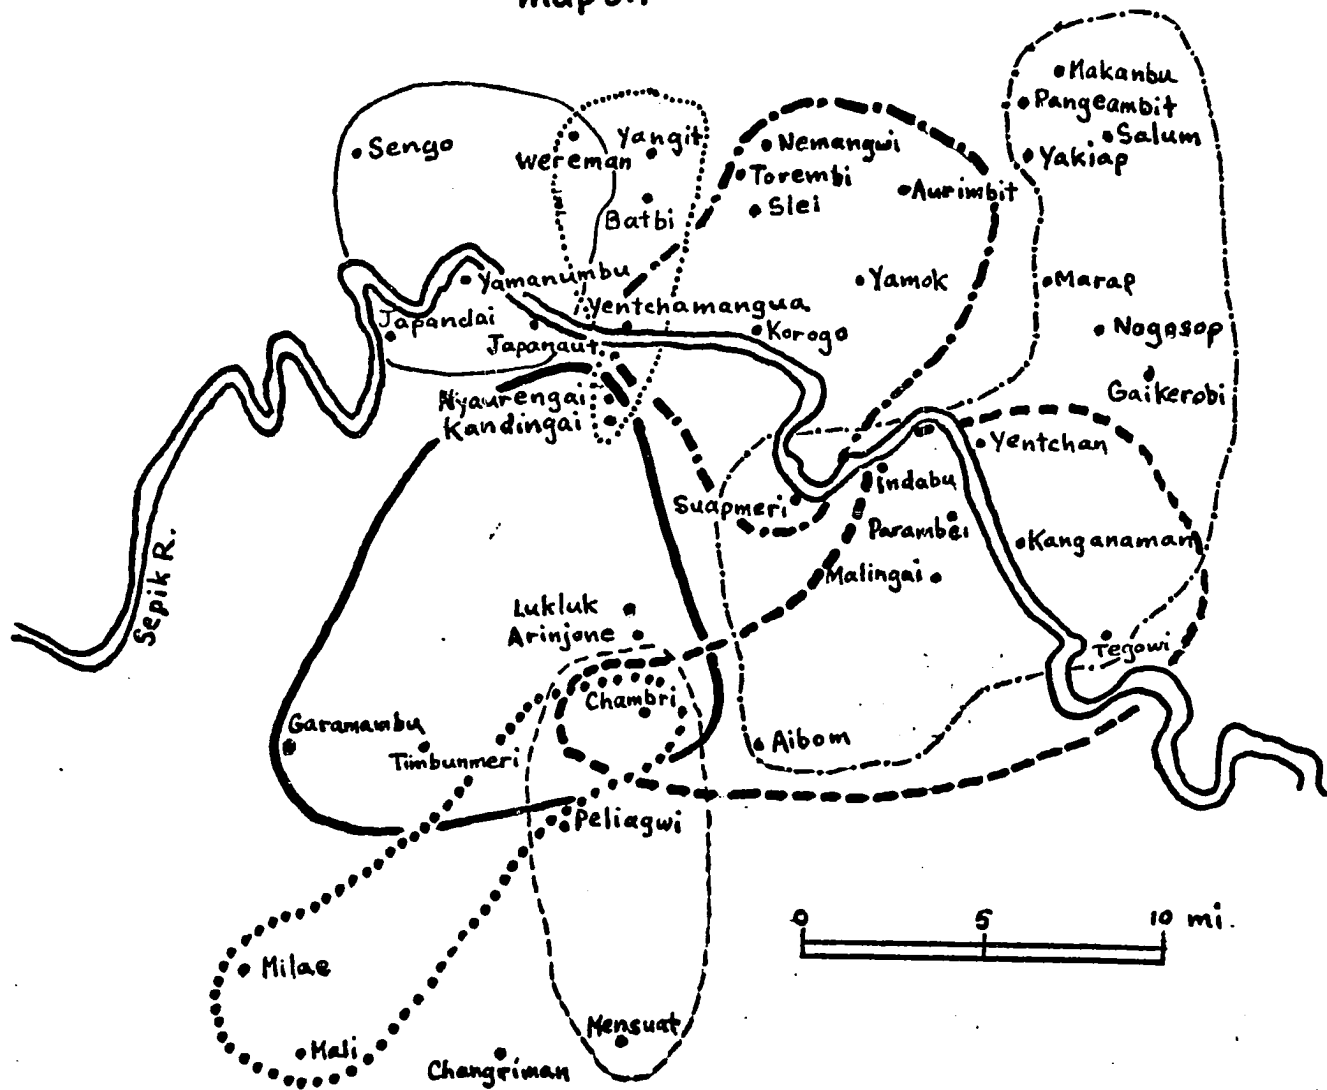 Makanbu
Pangeambit
Salum
Yakiap
Sengo
Wereman
Yangit
Batbi
Nemangwi
Torembi
Slei
Aurimbit
Yamanumbu
Yamok
Marap
Japandai
Yentchamangua
Japanaut
Korogo
Nogosop
Gaikerobi
Nyaurengai
Kandingai
Yentchan
Suapmeri
Indabu
Parambei
Kanganaman
Malingai
Sepik R.
Lukluk
Arinjone
Tegowi
Chambri
Garamambu
Timbunmeri
Aibom
Peliagwi
0 5 10 mi.
Milae
Mali
Mensuat
Changriman